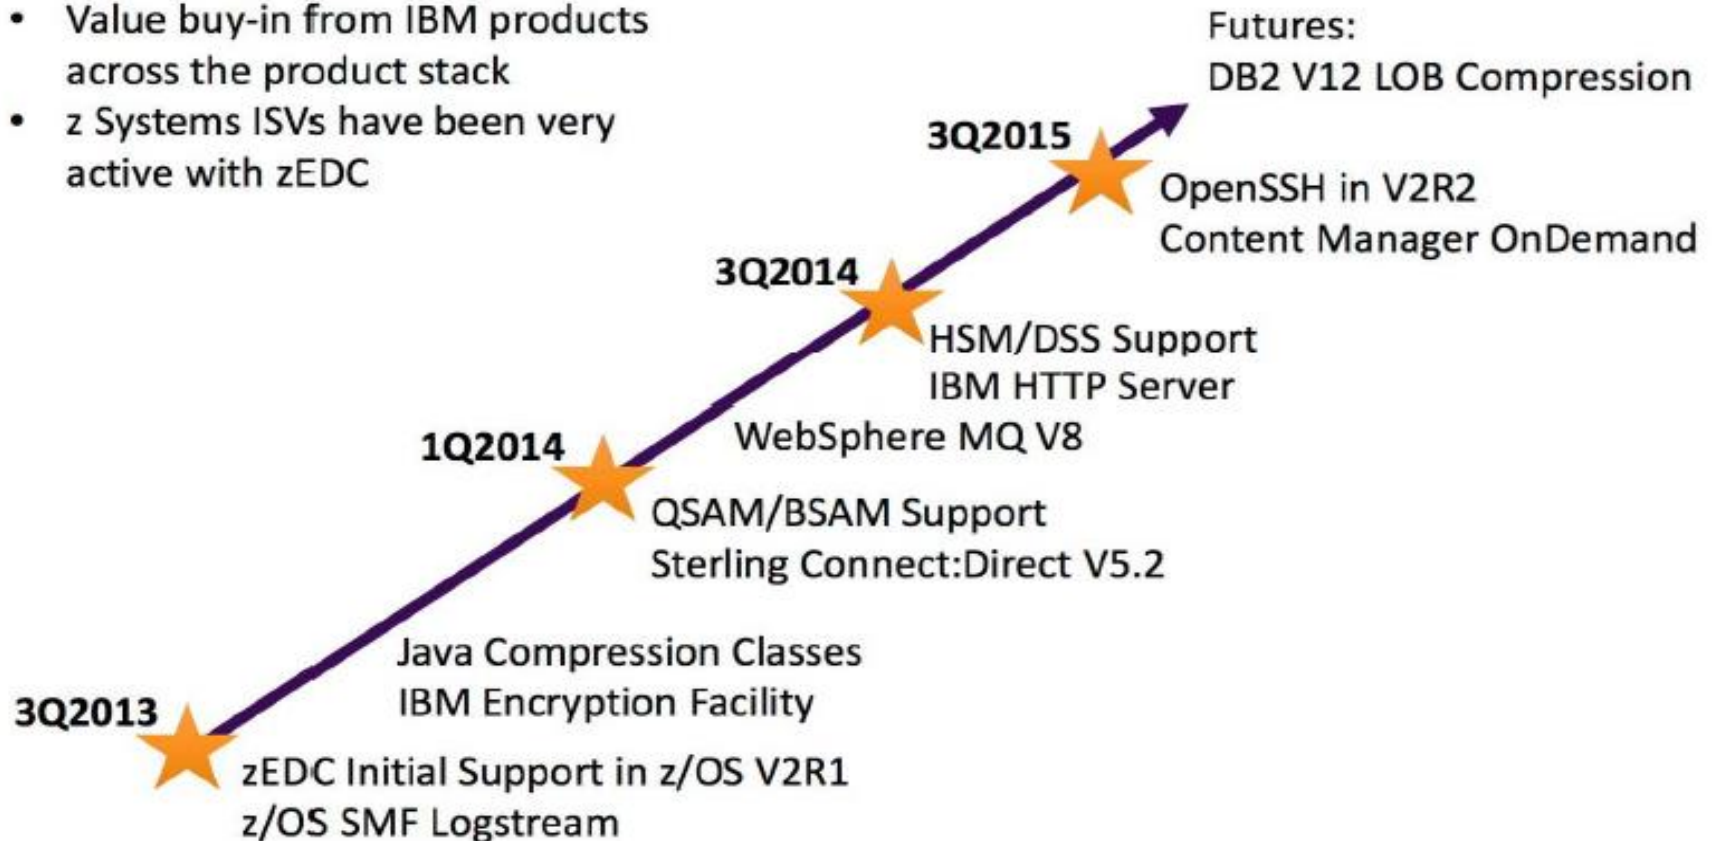 • Value buy-in from IBM products
across the product stack
• z Systems ISVs have been very
active with zEDC
Futures:
DB2 V12 LOB Compression
3Q2015
OpenSSH in V2R2
Content Manager OnDemand
3Q2014
HSM/DSS Support
IBM HTTP Server
WebSphere MQ V8
1Q2014
QSAM/BSAM Support
Sterling Connect:Direct V5.2
Java Compression Classes
IBM Encryption Facility
3Q2013
zEDC Initial Support in z/OS V2R1
z/OS SMF Logstream